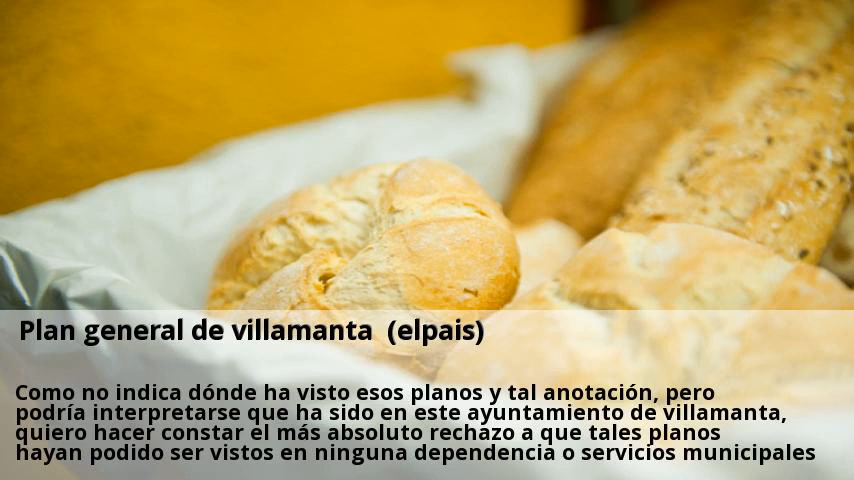 Plan general de villamanta  (elpais)
Como no indica dónde ha visto esos planos y tal anotación, pero
podría interpretarse que ha sido en este ayuntamiento de villamanta,
quiero hacer constar el más absoluto rechazo a que tales planos
hayan podido ser vistos en ninguna dependencia o servicios municipales